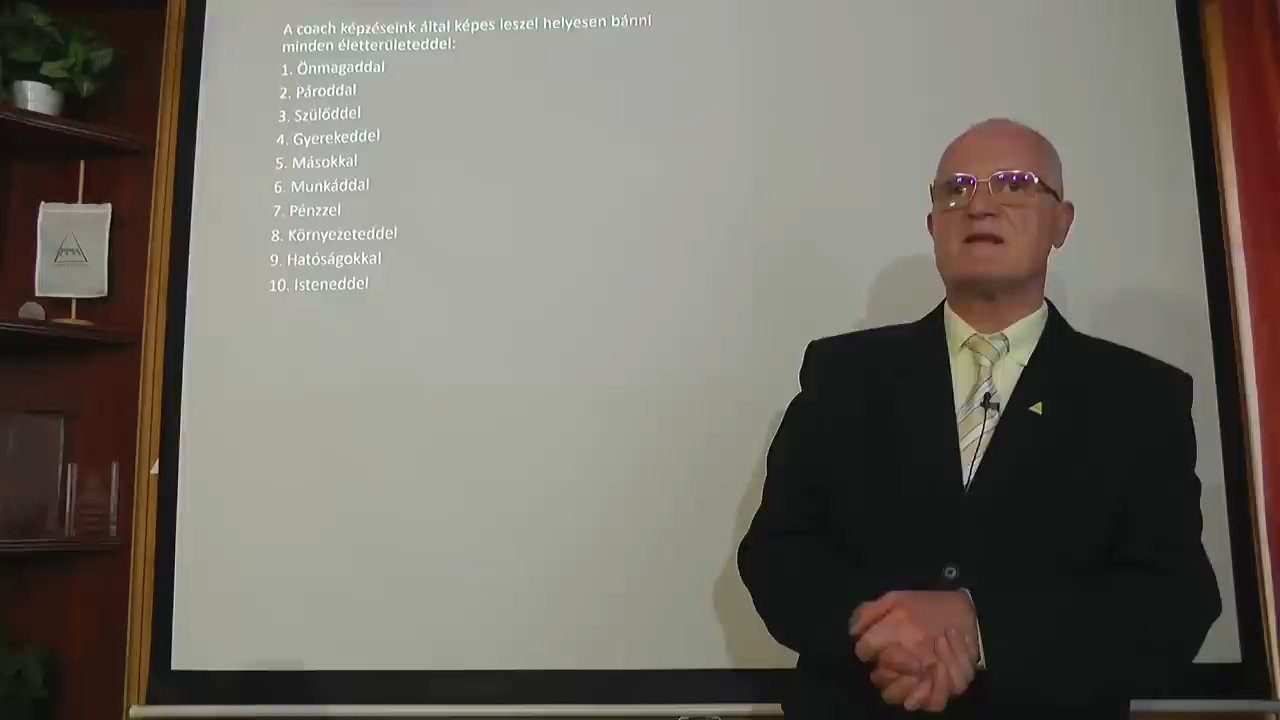 A coach képzéseink által képes leszel helyesen bánni
minden életterületeddel:
1. Önmagaddal
2. Pároddal
3. Szülőddel
4. Gyerekeddel
5. Másokkal
6. Munkáddal
7. Pénzzel
8. Környezeteddel
9. Hatóságokkal
10. Isteneddel